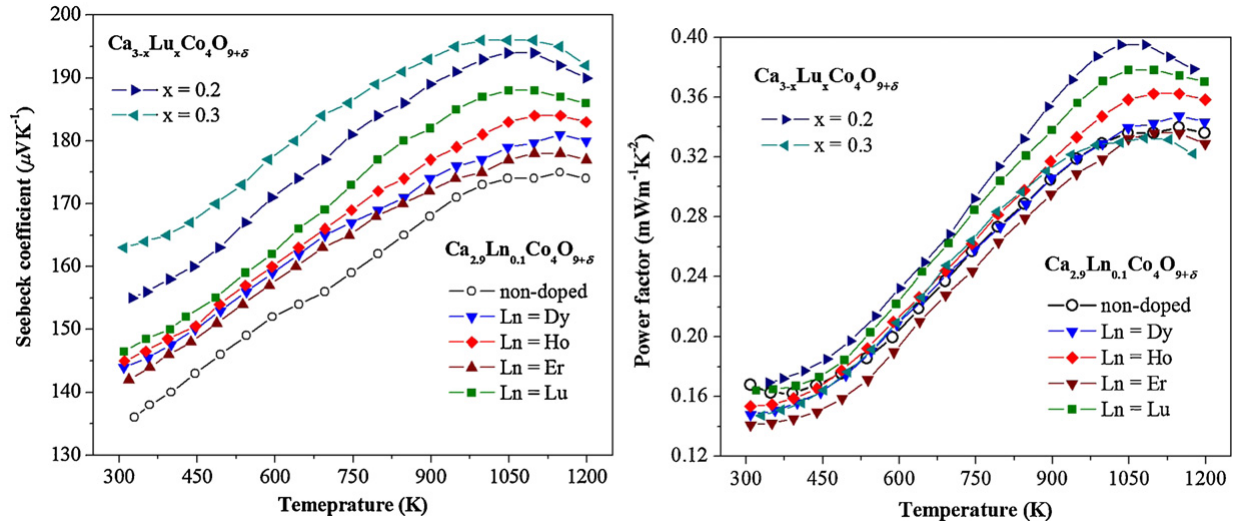 Seebeck coefficient (μVK⁻¹)
200
190
180
170
160
150
140
130
Ca₃₋ₓLuₓCo₄O₉₊δ
x = 0.2
x = 0.3
Ca₂.₉Ln₀.₁Co₄O₉₊δ
non-doped
Ln = Dy
Ln = Ho
Ln = Er
Ln = Lu
300 450 600 750 900 1050 1200
Temeprature (K)
Power factor (mWm⁻¹K⁻²)
0.40
0.36
0.32
0.28
0.24
0.20
0.16
0.12
Ca₃₋ₓLuₓCo₄O₉₊δ
x = 0.2
x = 0.3
Ca₂.₉Ln₀.₁Co₄O₉₊δ
non-doped
Ln = Dy
Ln = Ho
Ln = Er
Ln = Lu
300 450 600 750 900 1050 1200
Temperature (K)